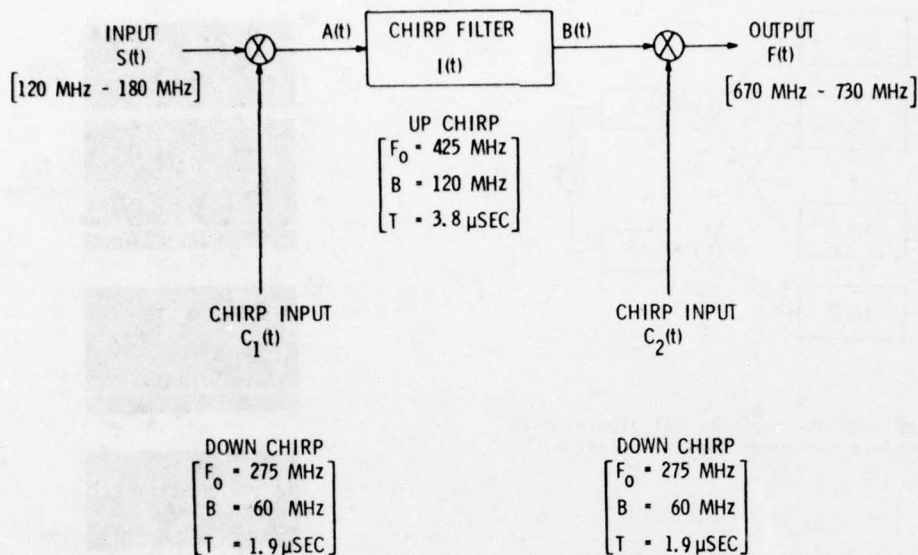 INPUT
S(t)
[120 MHz - 180 MHz]
A(t)
CHIRP FILTER
I(t)
B(t)
OUTPUT
F(t)
[670 MHz - 730 MHz]
UP CHIRP
F₀ = 425 MHz
B = 120 MHz
T = 3.8 μSEC
CHIRP INPUT
C₁(t)
CHIRP INPUT
C₂(t)
DOWN CHIRP
F₀ = 275 MHz
B = 60 MHz
T = 1.9 μSEC
DOWN CHIRP
F₀ = 275 MHz
B = 60 MHz
T = 1.9 μSEC